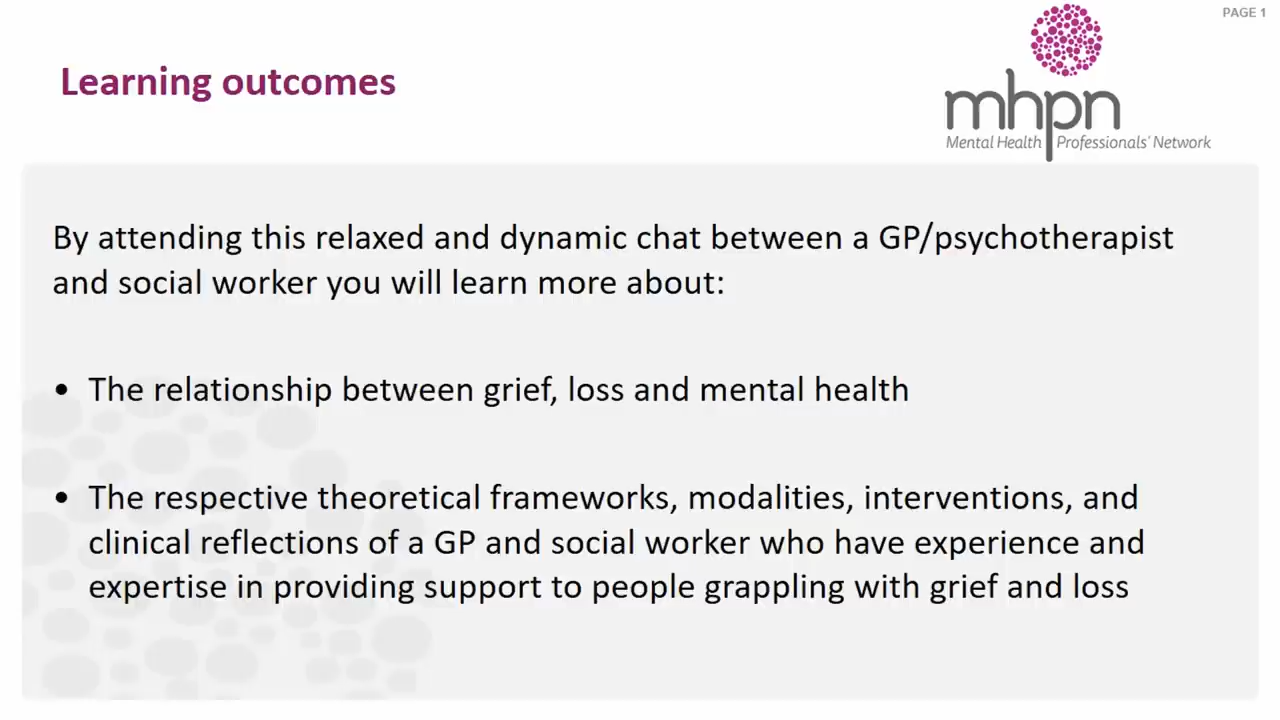 PAGE 1
Learning outcomes
mhpn
Mental Health Professionals' Network
By attending this relaxed and dynamic chat between a GP/psychotherapist
and social worker you will learn more about:
• The relationship between grief, loss and mental health
• The respective theoretical frameworks, modalities, interventions, and
clinical reflections of a GP and social worker who have experience and
expertise in providing support to people grappling with grief and loss